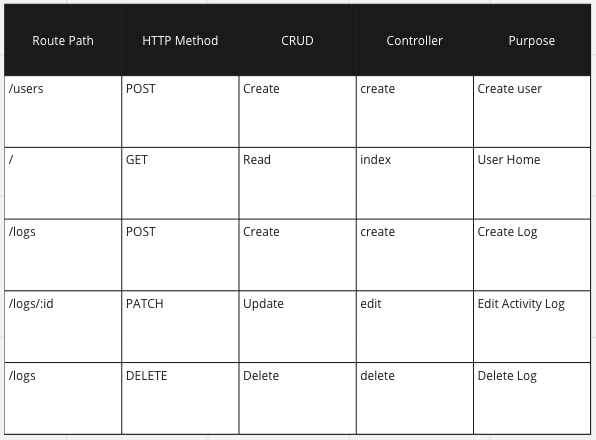 Route Path HTTP Method CRUD Controller Purpose
/users POST Create create Create user
/ GET Read index User Home
/logs POST Create create Create Log
/logs/:id PATCH Update edit Edit Activity Log
/logs DELETE Delete delete Delete Log